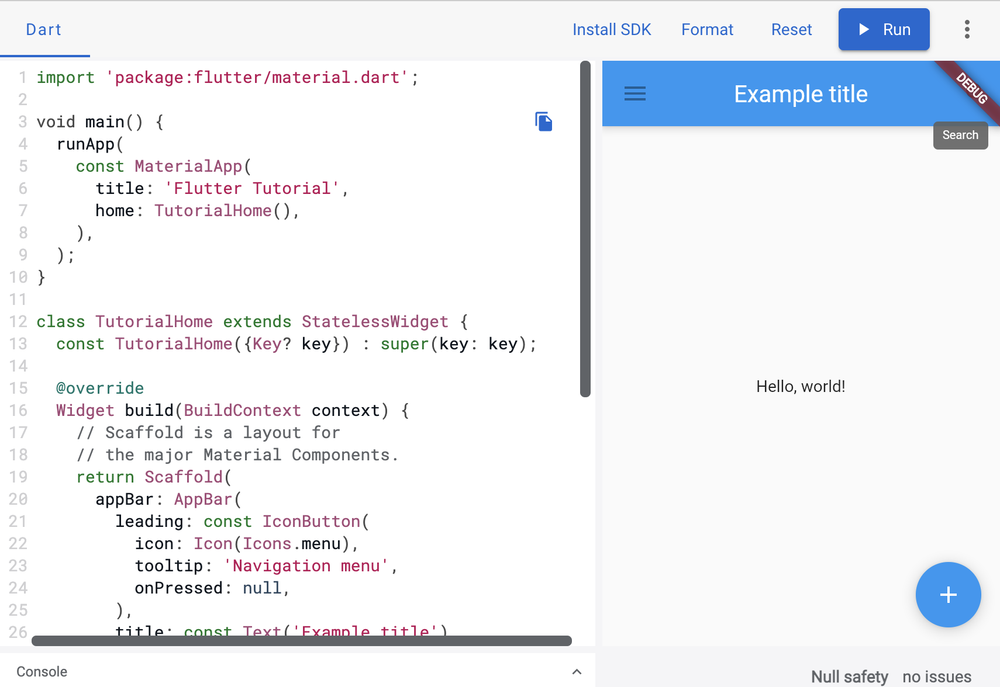 Dart
Install SDK Format Reset Run
1 import 'package:flutter/material.dart';
2
3 void main() {
4   runApp(
5     const MaterialApp(
6       title: 'Flutter Tutorial',
7       home: TutorialHome(),
8     ),
9   );
10 }
11
12 class TutorialHome extends StatelessWidget {
13   const TutorialHome({Key? key}) : super(key: key);
14
15   @override
16   Widget build(BuildContext context) {
17     // Scaffold is a layout for
18     // the major Material Components.
19     return Scaffold(
20       appBar: AppBar(
21         leading: const IconButton(
22           icon: Icon(Icons.menu),
23           tooltip: 'Navigation menu',
24           onPressed: null,
25         ),
26         title: const Text('Example title')
Console
Example title
DEBUG
Search
Hello, world!
Null safety no issues